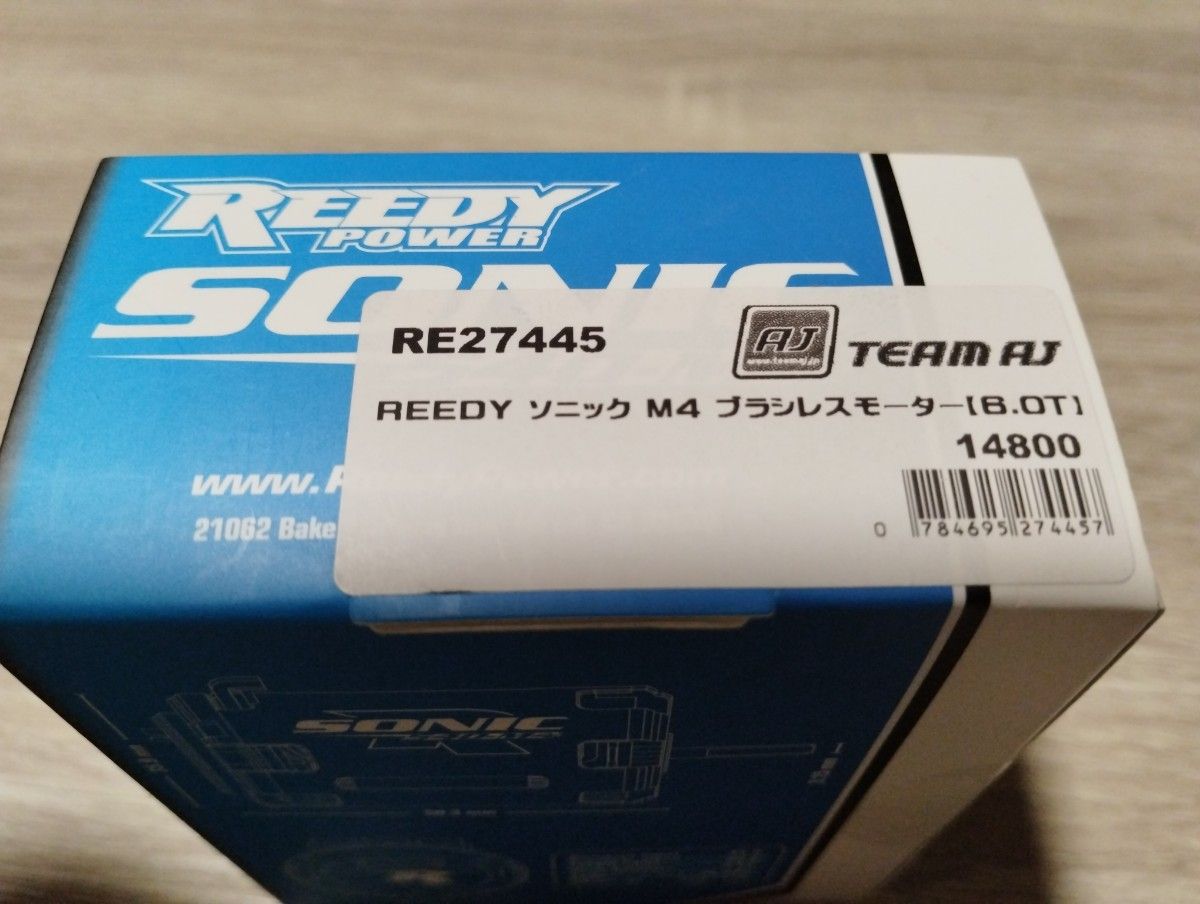 REEDY
POWER
SONIC
RE27445
AJ
TEAM AJ
REEDY ソニック M4 ブラシレスモーター【6.0T】
14800
www.
21062 Bake
0 784695 274457
SONIC